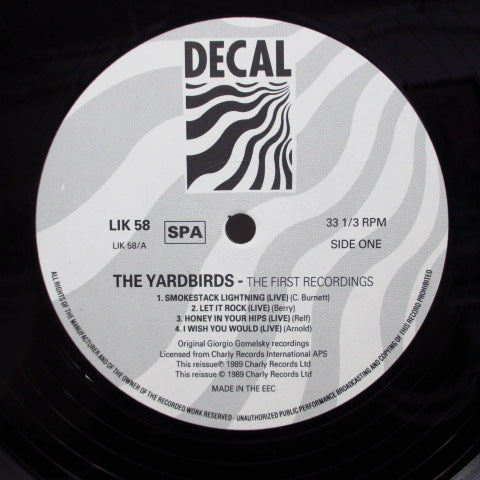 DECAL
LIK 58 SPA 33 1/3 RPM
LIK 58/A SIDE ONE
THE YARDBIRDS - THE FIRST RECORDINGS
1. SMOKESTACK LIGHTNING (LIVE) (C. Burnett)
2. LET IT ROCK (LIVE) (Berry)
3. HONEY IN YOUR HIPS (LIVE) (Relf)
4. I WISH YOU WOULD (LIVE) (Arnold)
Original Giorgio Gomelsky recordings
Licensed from Charly Records International APS
This reissue ℗ 1989 Charly Records Ltd
This reissue © 1989 Charly Records Ltd
MADE IN THE EEC
ALL RIGHTS OF THE MANUFACTURER AND OF THE OWNER OF THE RECORDED WORK RESERVED - UNAUTHORIZED PUBLIC PERFORMANCE BROADCASTING AND COPYING OF THIS RECORD PROHIBITED